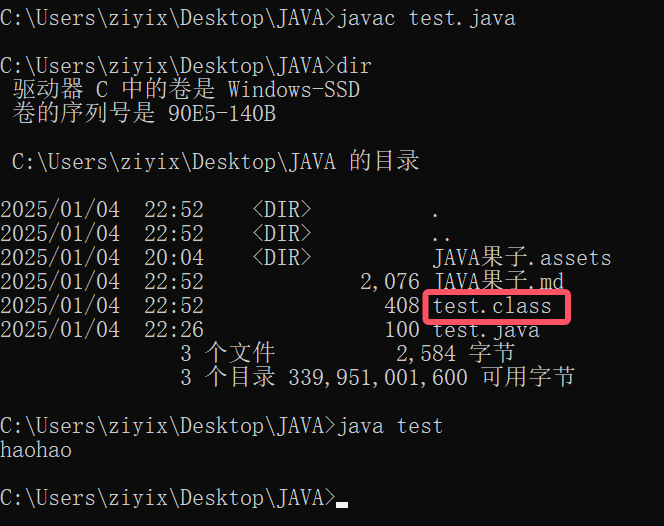 C:\Users\ziyix\Desktop\JAVA>javac test.java
C:\Users\ziyix\Desktop\JAVA>dir
驱动器 C 中的卷是 Windows-SSD
卷的序列号是 90E5-140B
C:\Users\ziyix\Desktop\JAVA 的目录
2025/01/04  22:52    <DIR>          .
2025/01/04  22:52    <DIR>          ..
2025/01/04  20:04    <DIR>          JAVA果子.assets
2025/01/04  22:52             2,076 JAVA果子.md
2025/01/04  22:52               408 test.class
2025/01/04  22:26               100 test.java
3 个文件          2,584 字节
3 个目录 339,951,001,600 可用字节
C:\Users\ziyix\Desktop\JAVA>java test
haohao
C:\Users\ziyix\Desktop\JAVA>